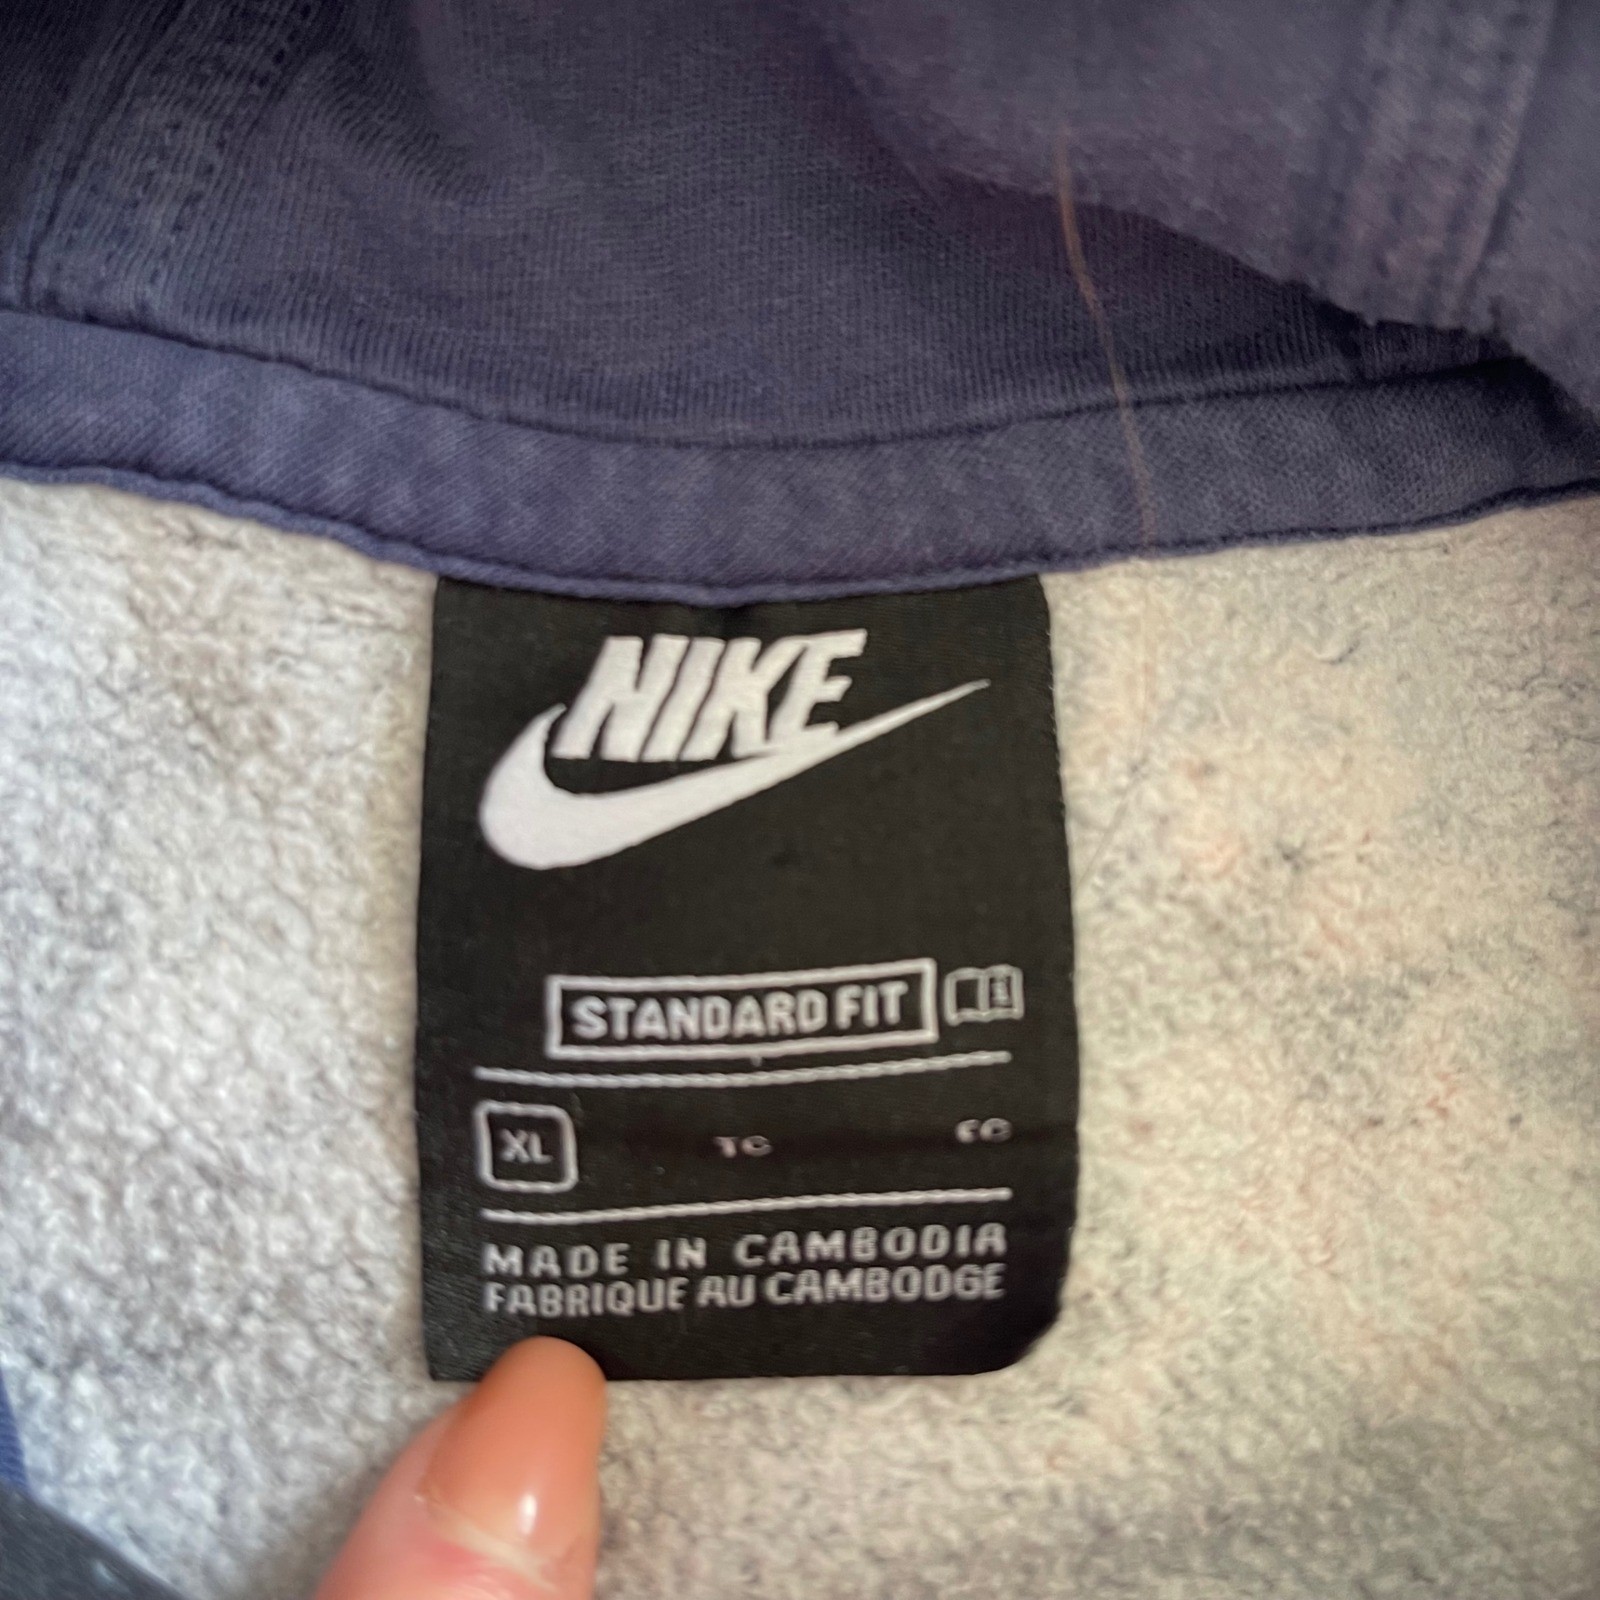 NIKE
STANDARD FIT
XL TG EG
MADE IN CAMBODIA
FABRIQUE AU CAMBODGE